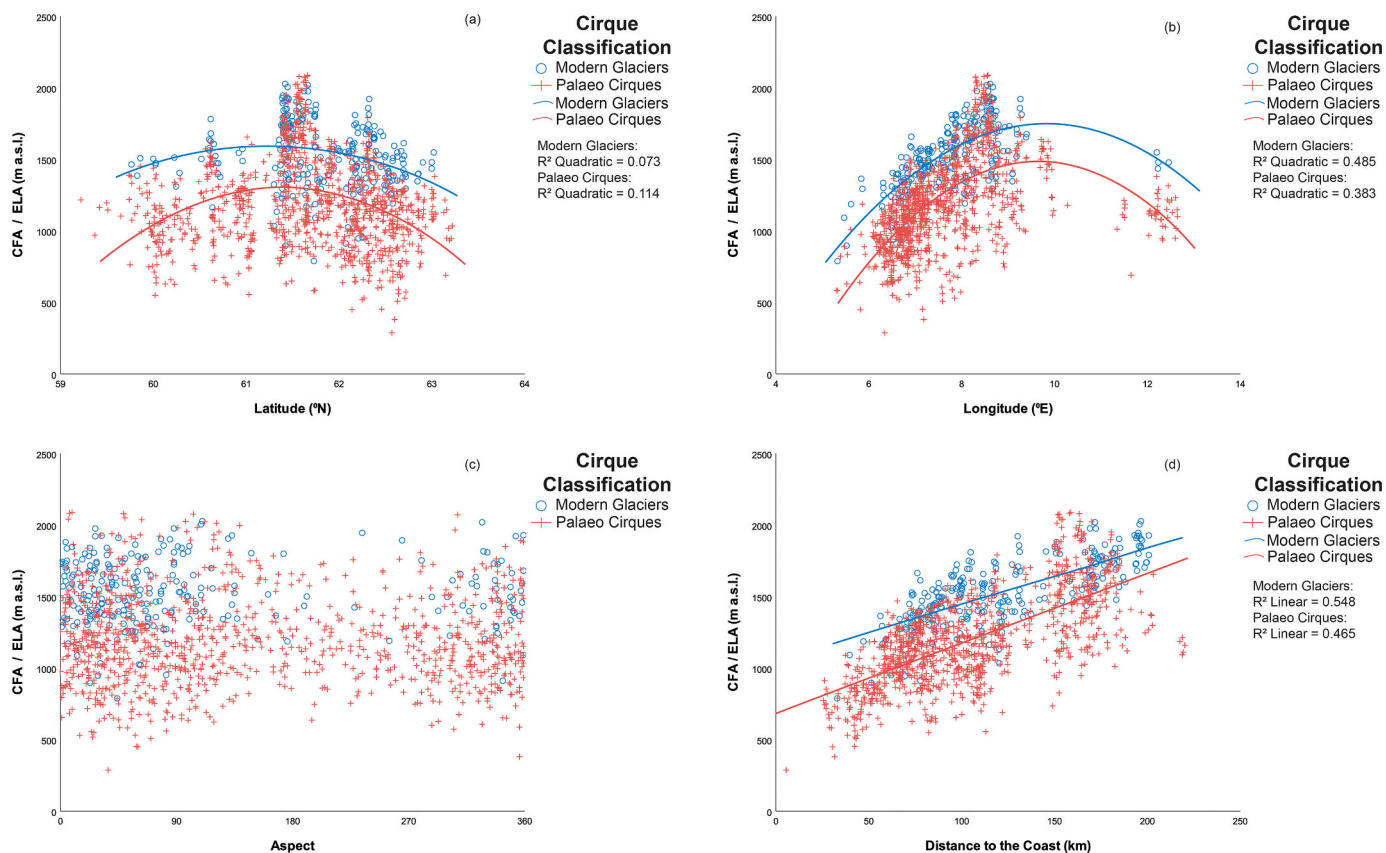 (a)
2500
2000
1500
1000
500
0
CFA / ELA (m a.s.l.)
59
60
61
62
63
64
Latitude (ºN)
Cirque
Classification
Modern Glaciers
Palaeo Cirques
Modern Glaciers
Palaeo Cirques
Modern Glaciers:
R² Quadratic = 0.073
Palaeo Cirques:
R² Quadratic = 0.114
(b)
2500
2000
1500
1000
500
0
CFA / ELA (m a.s.l.)
4
6
8
10
12
14
Longitude (ºE)
Cirque
Classification
Modern Glaciers
Palaeo Cirques
Modern Glaciers
Palaeo Cirques
Modern Glaciers:
R² Quadratic = 0.485
Palaeo Cirques:
R² Quadratic = 0.383
(c)
2500
2000
1500
1000
500
0
CFA / ELA (m a.s.l.)
0
90
180
270
360
Aspect
Cirque
Classification
Modern Glaciers
Palaeo Cirques
(d)
2500
2000
1500
1000
500
0
CFA / ELA (m a.s.l.)
0
50
100
150
200
250
Distance to the Coast (km)
Cirque
Classification
Modern Glaciers
Palaeo Cirques
Modern Glaciers
Palaeo Cirques
Modern Glaciers:
R² Linear = 0.548
Palaeo Cirques:
R² Linear = 0.465